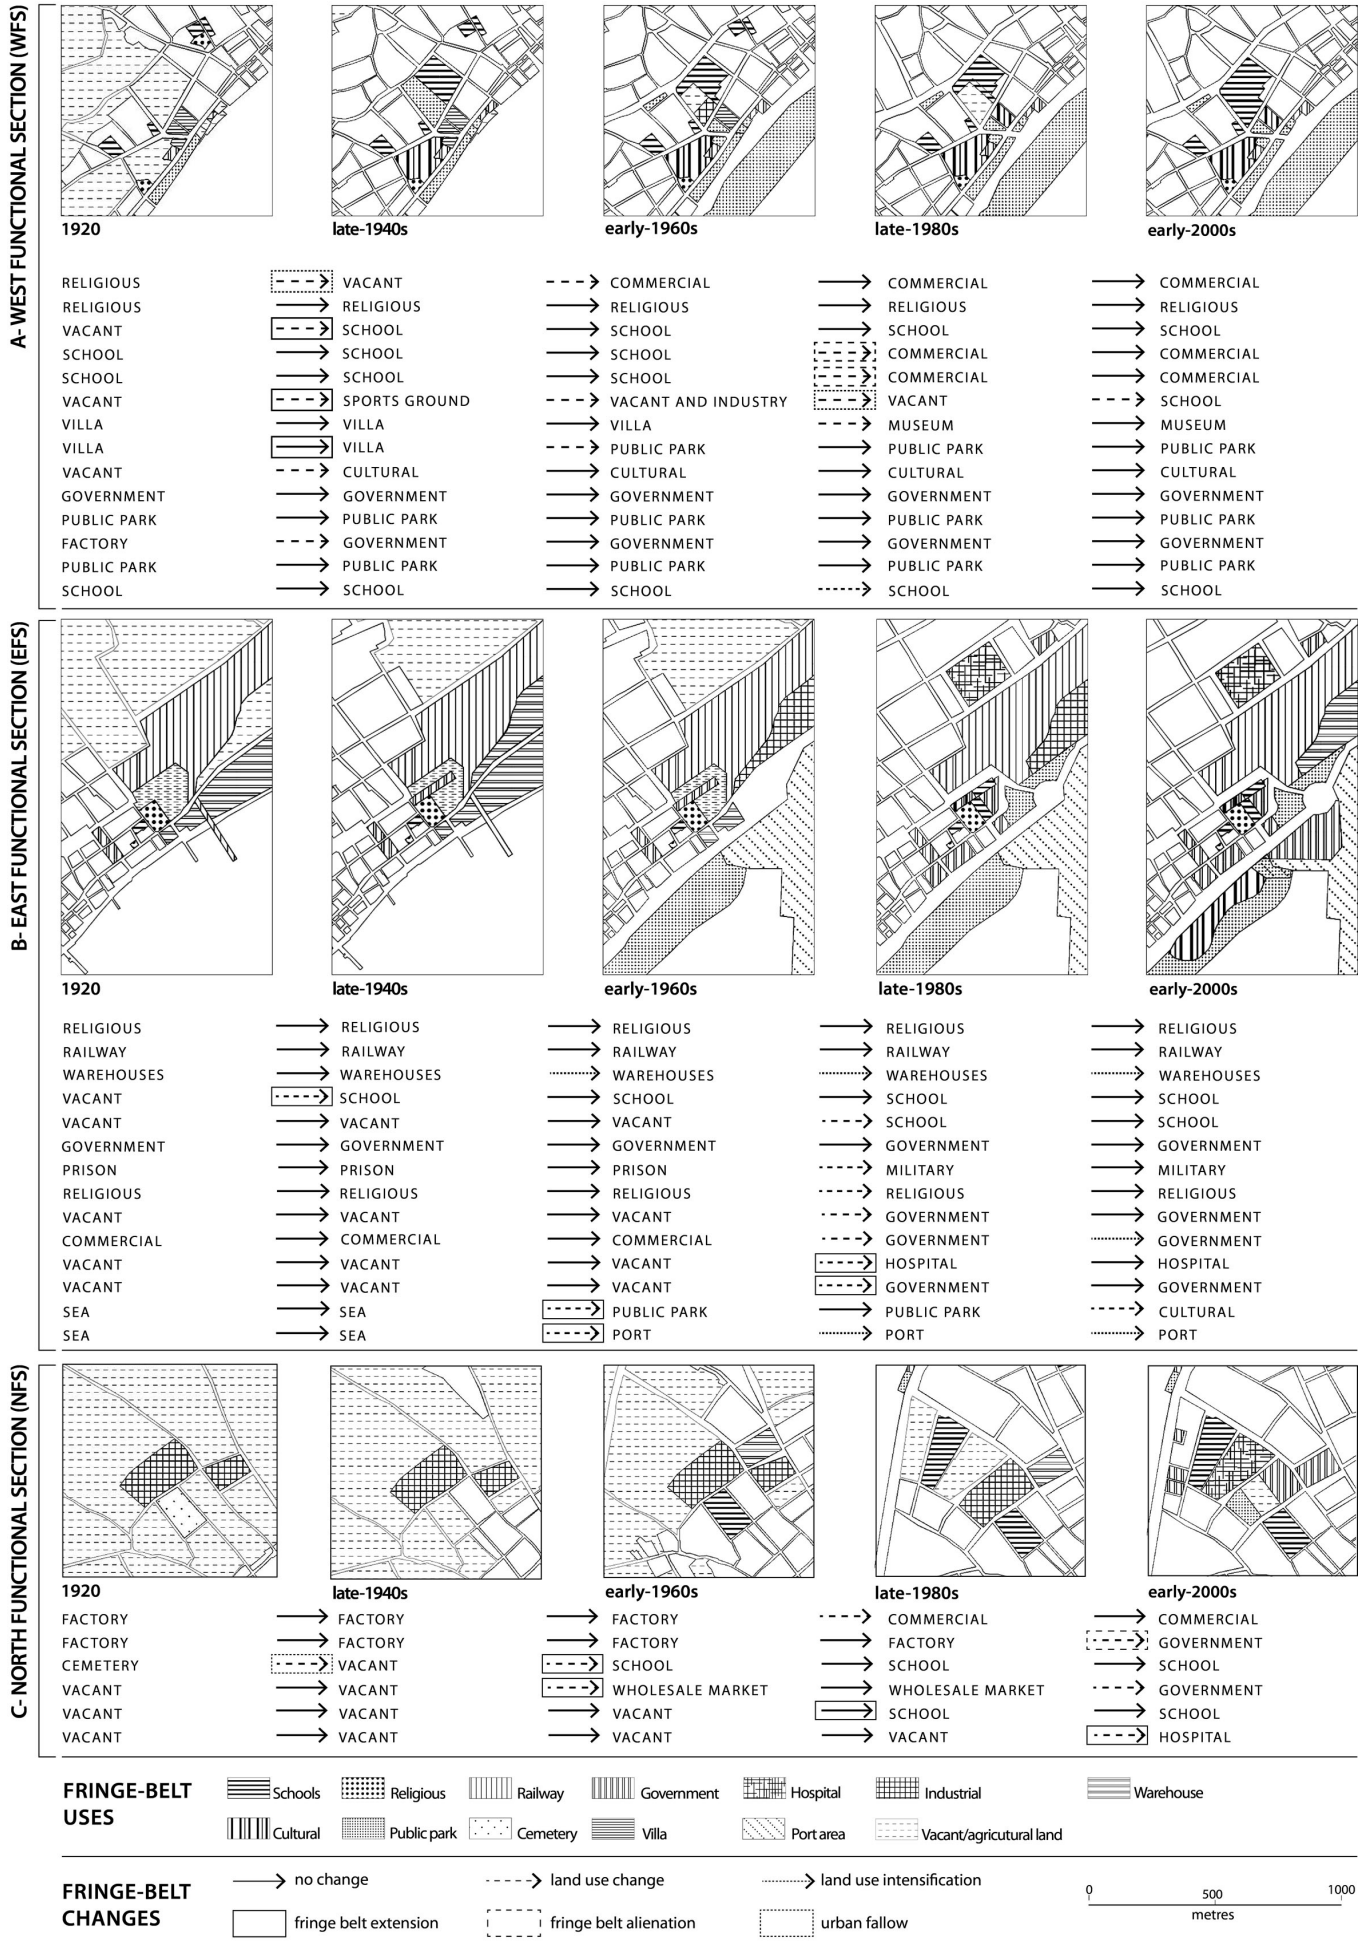 A- WEST FUNCTIONAL SECTION (WFS)
1920 late-1940s early-1960s late-1980s early-2000s
RELIGIOUS VACANT COMMERCIAL COMMERCIAL COMMERCIAL
RELIGIOUS RELIGIOUS RELIGIOUS RELIGIOUS RELIGIOUS
VACANT SCHOOL SCHOOL SCHOOL SCHOOL
SCHOOL SCHOOL SCHOOL COMMERCIAL COMMERCIAL
SCHOOL SCHOOL SCHOOL COMMERCIAL COMMERCIAL
VACANT SPORTS GROUND VACANT AND INDUSTRY VACANT SCHOOL
VILLA VILLA VILLA MUSEUM MUSEUM
VILLA VILLA PUBLIC PARK PUBLIC PARK PUBLIC PARK
VACANT CULTURAL CULTURAL CULTURAL CULTURAL
GOVERNMENT GOVERNMENT GOVERNMENT GOVERNMENT GOVERNMENT
PUBLIC PARK PUBLIC PARK PUBLIC PARK PUBLIC PARK PUBLIC PARK
FACTORY GOVERNMENT GOVERNMENT GOVERNMENT GOVERNMENT
PUBLIC PARK PUBLIC PARK PUBLIC PARK PUBLIC PARK PUBLIC PARK
SCHOOL SCHOOL SCHOOL SCHOOL SCHOOL
B- EAST FUNCTIONAL SECTION (EFS)
1920 late-1940s early-1960s late-1980s early-2000s
RELIGIOUS RELIGIOUS RELIGIOUS RELIGIOUS RELIGIOUS
RAILWAY RAILWAY RAILWAY RAILWAY RAILWAY
WAREHOUSES WAREHOUSES WAREHOUSES WAREHOUSES WAREHOUSES
VACANT SCHOOL SCHOOL SCHOOL SCHOOL
VACANT VACANT VACANT SCHOOL SCHOOL
GOVERNMENT GOVERNMENT GOVERNMENT GOVERNMENT GOVERNMENT
PRISON PRISON PRISON MILITARY MILITARY
RELIGIOUS RELIGIOUS RELIGIOUS RELIGIOUS RELIGIOUS
VACANT VACANT VACANT GOVERNMENT GOVERNMENT
COMMERCIAL COMMERCIAL COMMERCIAL GOVERNMENT GOVERNMENT
VACANT VACANT VACANT HOSPITAL HOSPITAL
VACANT VACANT VACANT GOVERNMENT GOVERNMENT
SEA SEA PUBLIC PARK PUBLIC PARK CULTURAL
SEA SEA PORT PORT PORT
C- NORTH FUNCTIONAL SECTION (NFS)
1920 late-1940s early-1960s late-1980s early-2000s
FACTORY FACTORY FACTORY COMMERCIAL COMMERCIAL
FACTORY FACTORY FACTORY FACTORY GOVERNMENT
CEMETERY VACANT SCHOOL SCHOOL SCHOOL
VACANT VACANT WHOLESALE MARKET WHOLESALE MARKET GOVERNMENT
VACANT VACANT VACANT SCHOOL SCHOOL
VACANT VACANT VACANT VACANT HOSPITAL
FRINGE-BELT
USES
Schools Religious Railway Government Hospital Industrial Warehouse
Cultural Public park Cemetery Villa Port area Vacant/agricutural land
FRINGE-BELT
CHANGES
no change land use change land use intensification
fringe belt extension fringe belt alienation urban fallow
0 500 1000
metres